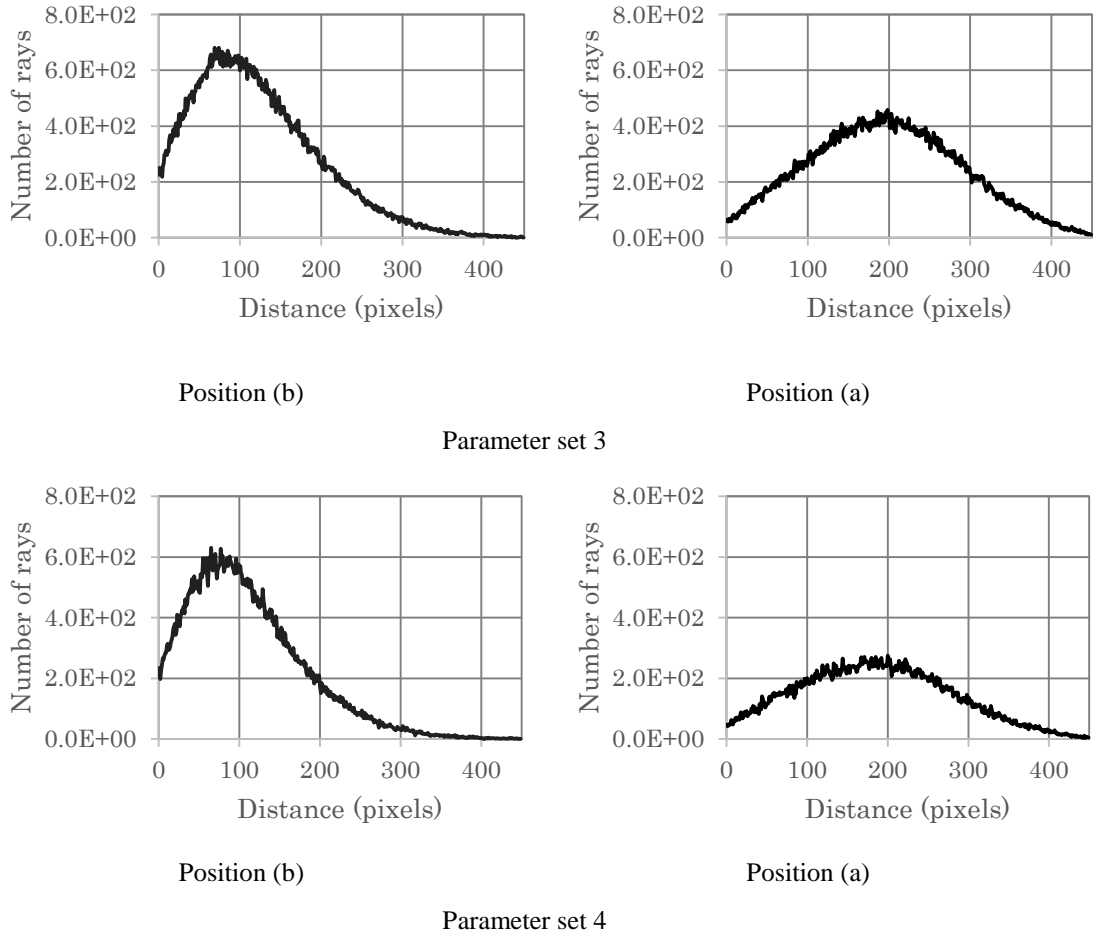 8.0E+02
6.0E+02
4.0E+02
2.0E+02
0.0E+00
Number of rays
0 100 200 300 400
Distance (pixels)
8.0E+02
6.0E+02
4.0E+02
2.0E+02
0.0E+00
Number of rays
0 100 200 300 400
Distance (pixels)
Position (b) Position (a)
Parameter set 3
8.0E+02
6.0E+02
4.0E+02
2.0E+02
0.0E+00
Number of rays
0 100 200 300 400
Distance (pixels)
8.0E+02
6.0E+02
4.0E+02
2.0E+02
0.0E+00
Number of rays
0 100 200 300 400
Distance (pixels)
Position (b) Position (a)
Parameter set 4